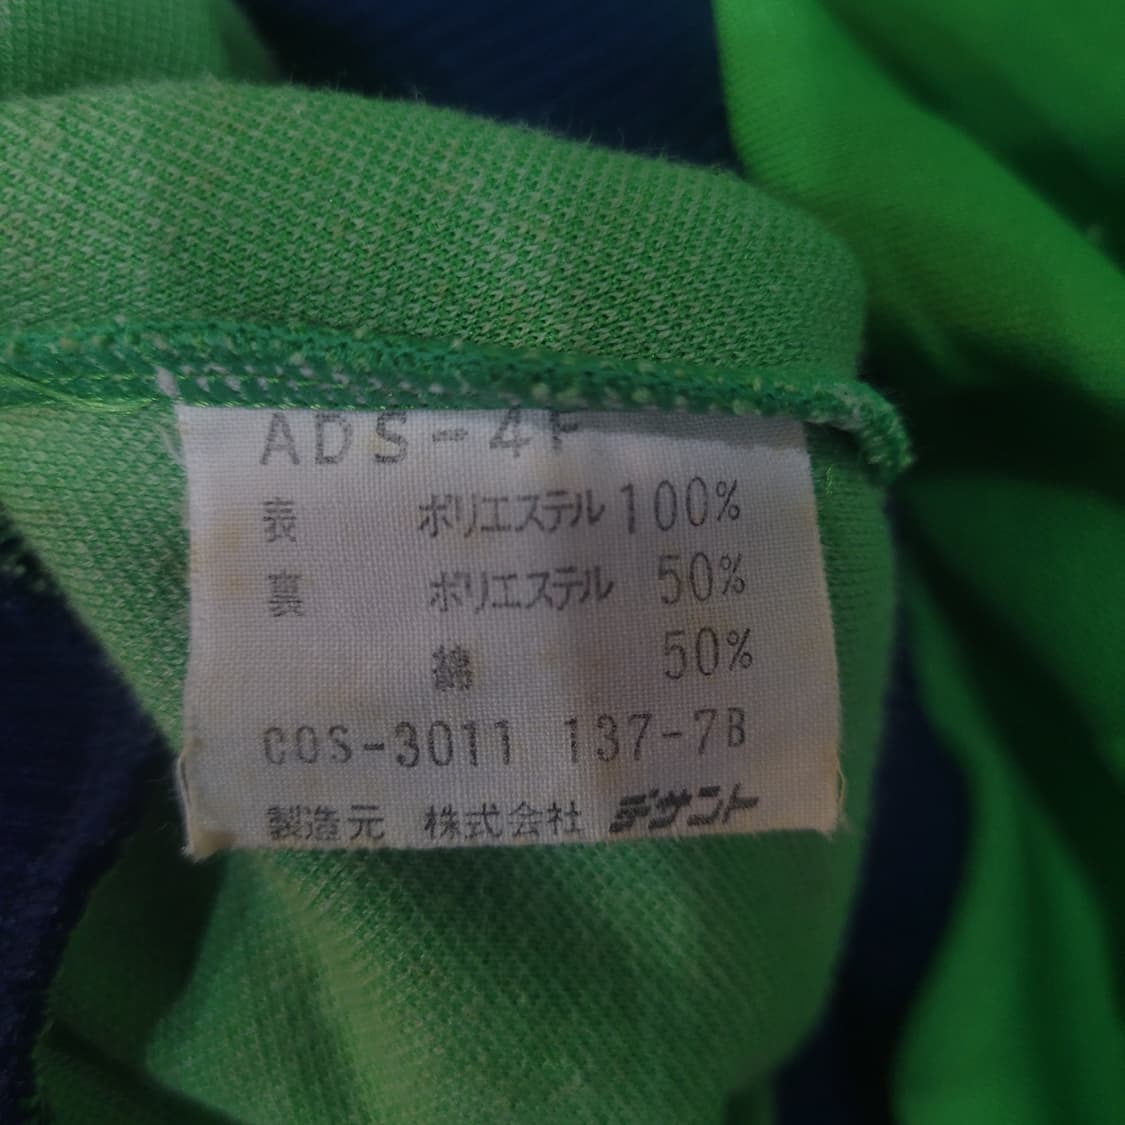 ADS-4F
表 ポリエステル 100%
裏 ポリエステル 50%
綿 50%
COS-3011 137-7B
製造元 株式会社 デサント